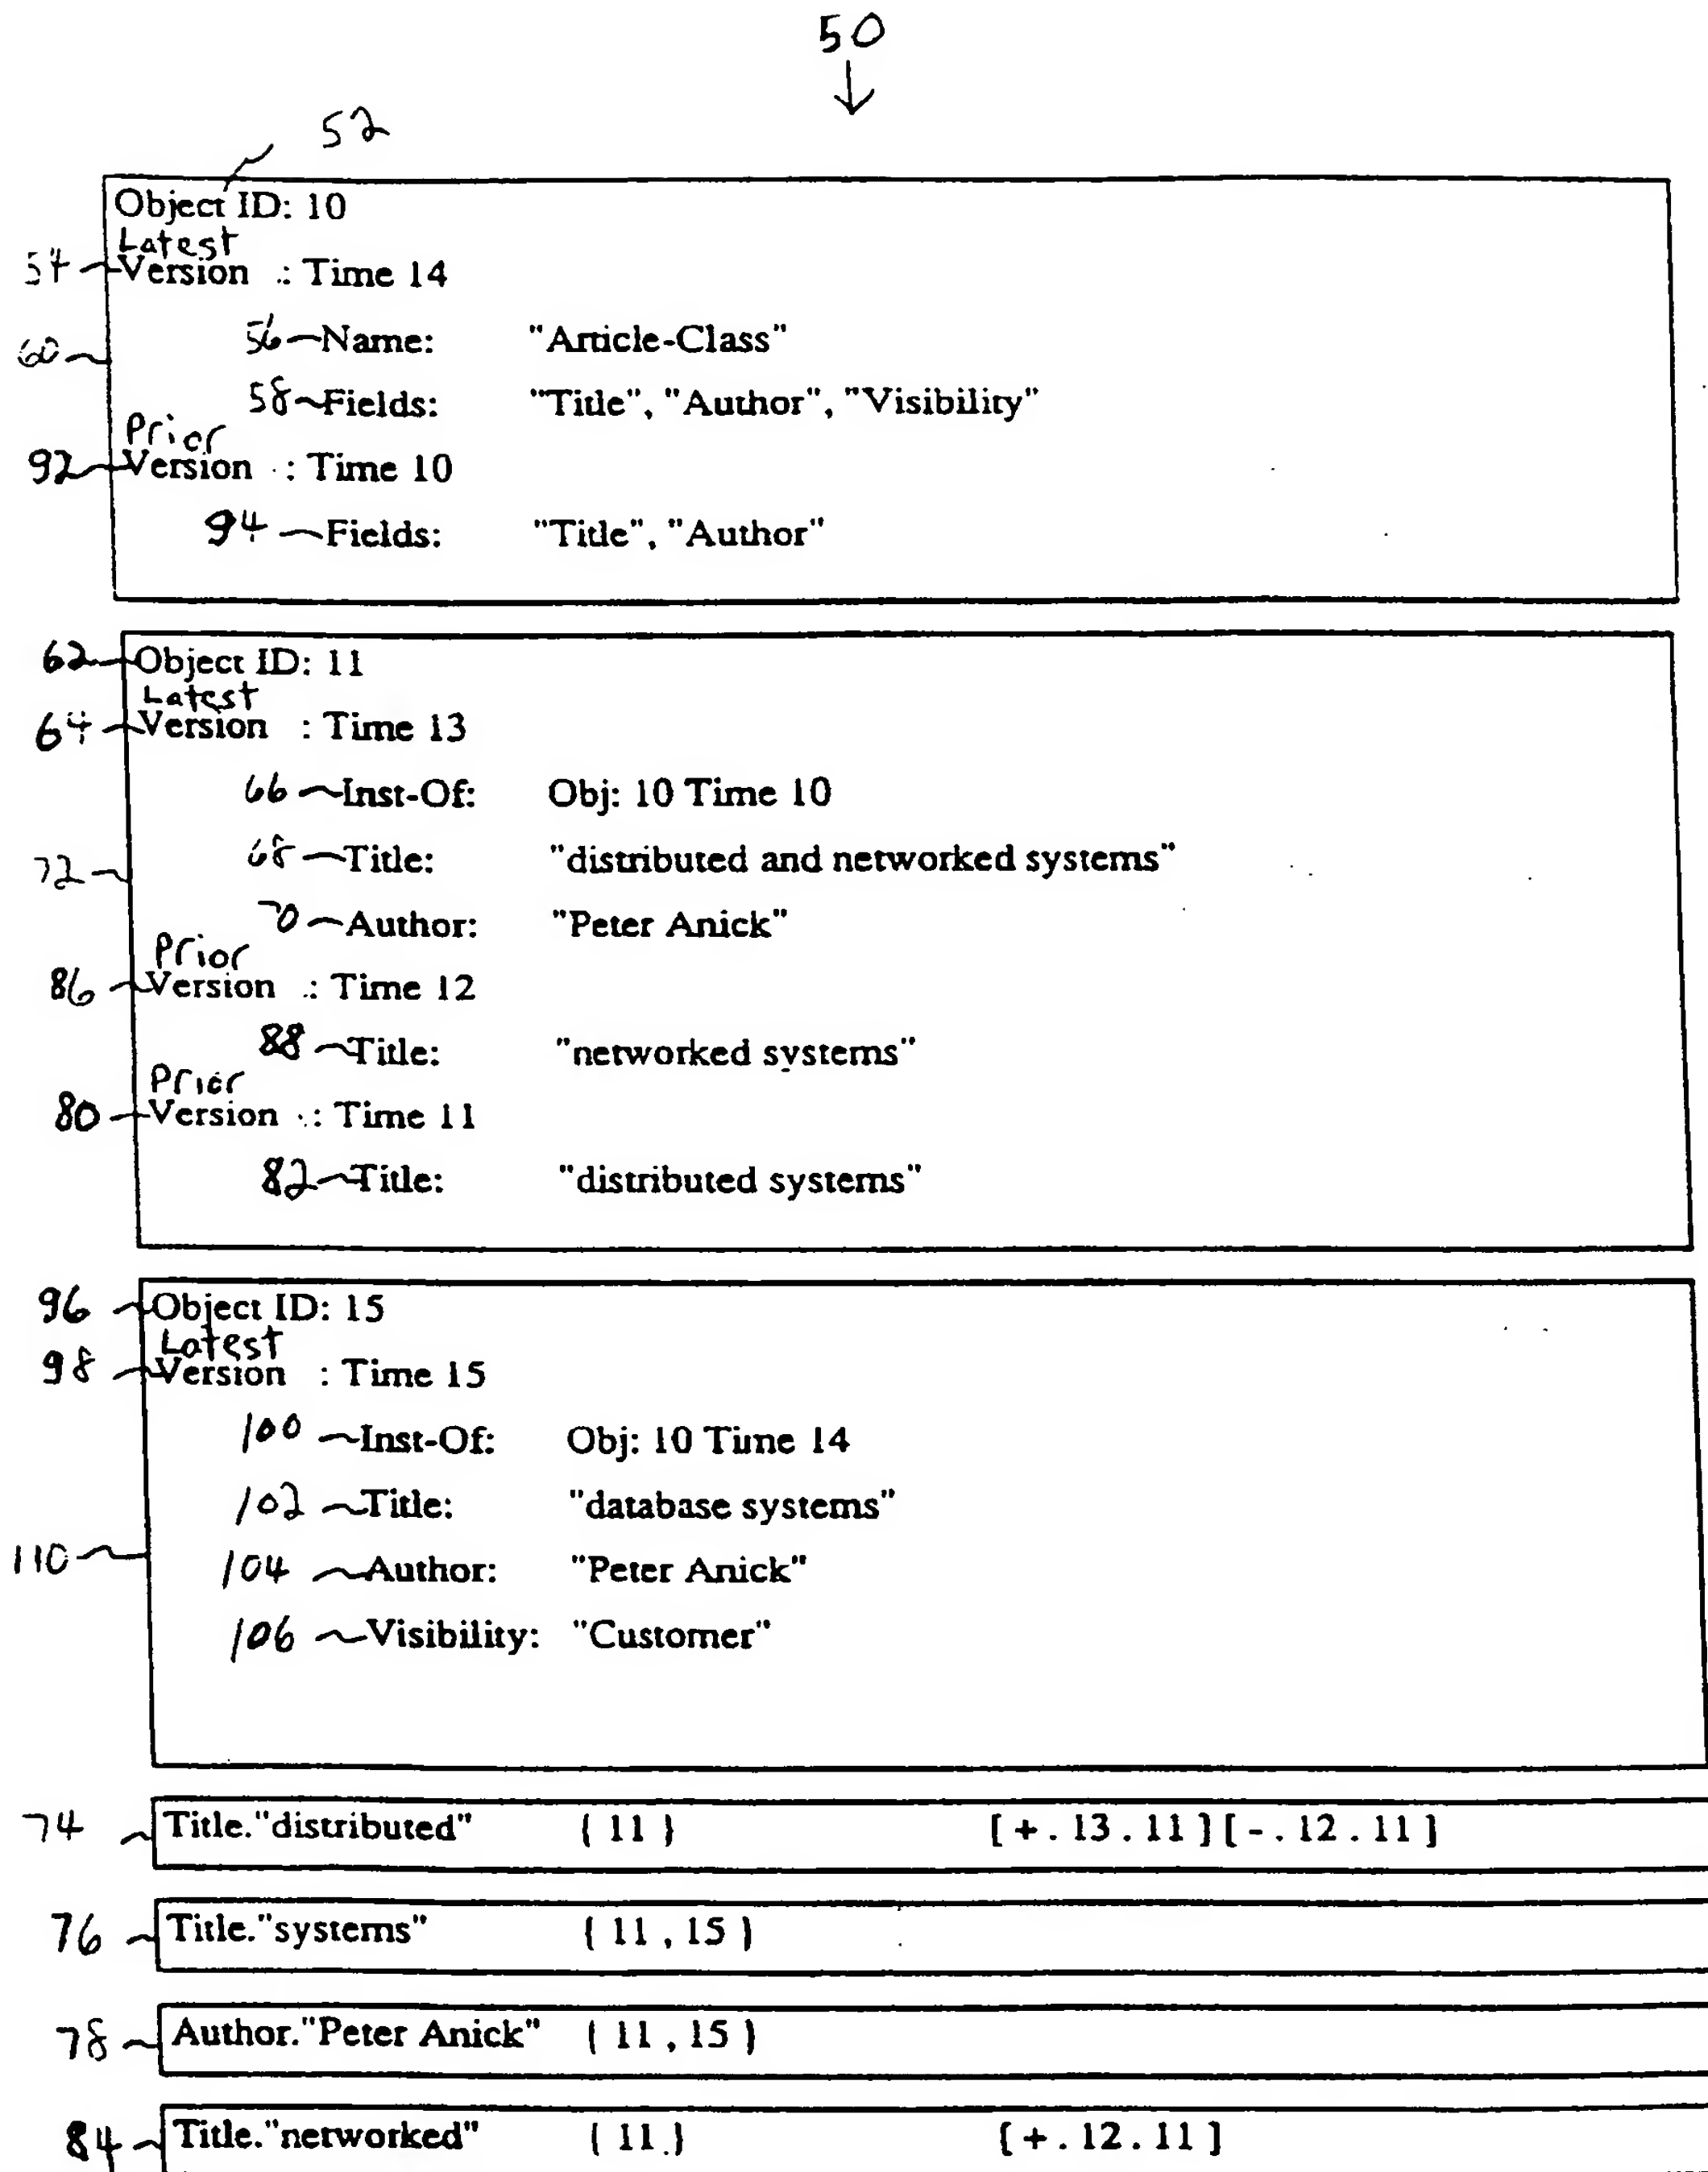 50
52
Object ID: 10
Latest
54 Version : Time 14
56 Name: "Article-Class"
60
58 Fields: "Title", "Author", "Visibility"
Prior
92 Version : Time 10
94 Fields: "Title", "Author"
62 Object ID: 11
Latest
64 Version : Time 13
66 Inst-Of: Obj: 10 Time 10
68 Title: "distributed and networked systems"
72
70 Author: "Peter Anick"
Prior
86 Version : Time 12
88 Title: "networked systems"
Prior
80 Version : Time 11
82 Title: "distributed systems"
96 Object ID: 15
Latest
98 Version : Time 15
100 Inst-Of: Obj: 10 Time 14
102 Title: "database systems"
110
104 Author: "Peter Anick"
106 Visibility: "Customer"
74 Title."distributed" { 11 } [ + . 13 . 11 ] [ - . 12 . 11 ]
76 Title."systems" { 11 , 15 }
78 Author."Peter Anick" { 11 , 15 }
84 Title."networked" { 11 } [ + . 12 . 11 ]